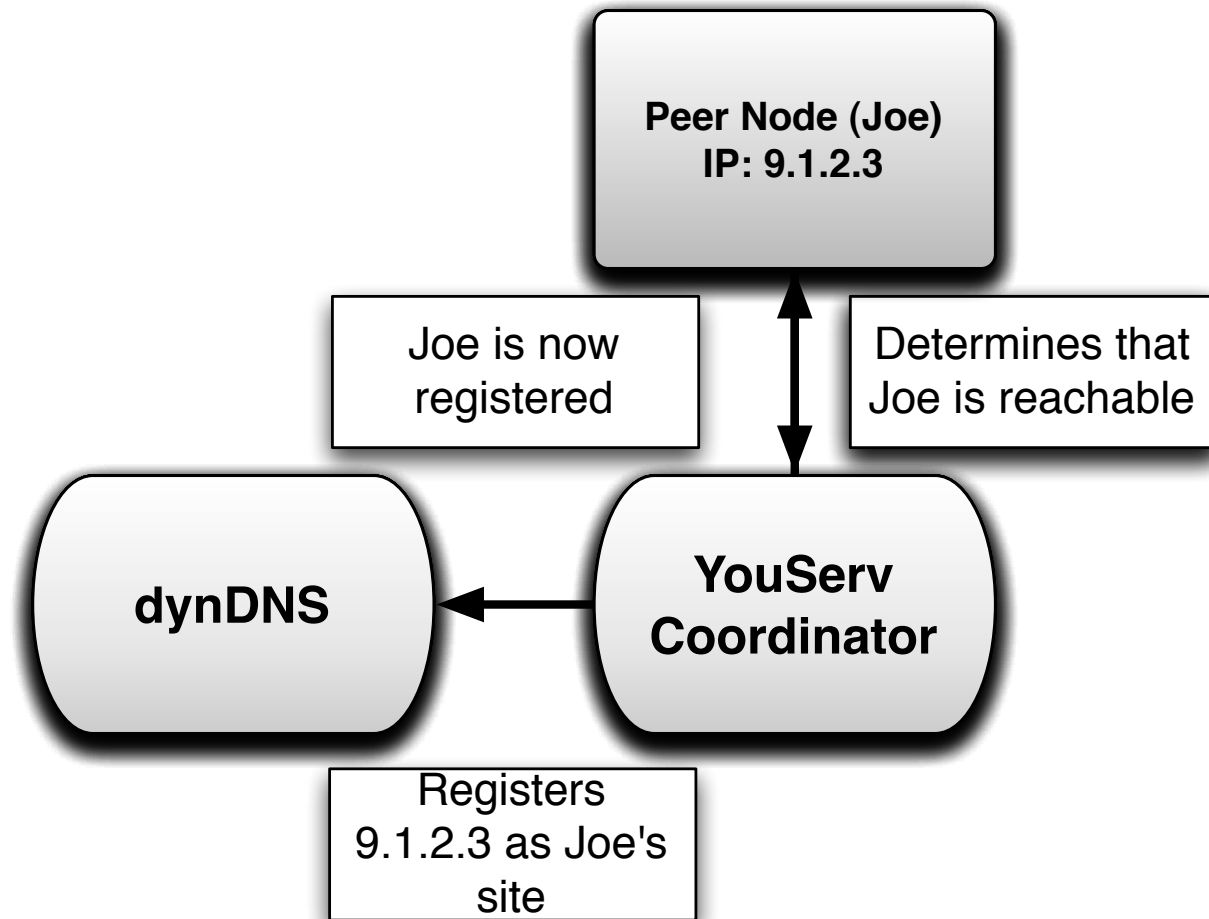 Peer Node (Joe)
IP: 9.1.2.3
Joe is now
registered
Determines that
Joe is reachable
dynDNS
YouServ
Coordinator
Registers
9.1.2.3 as Joe's
site